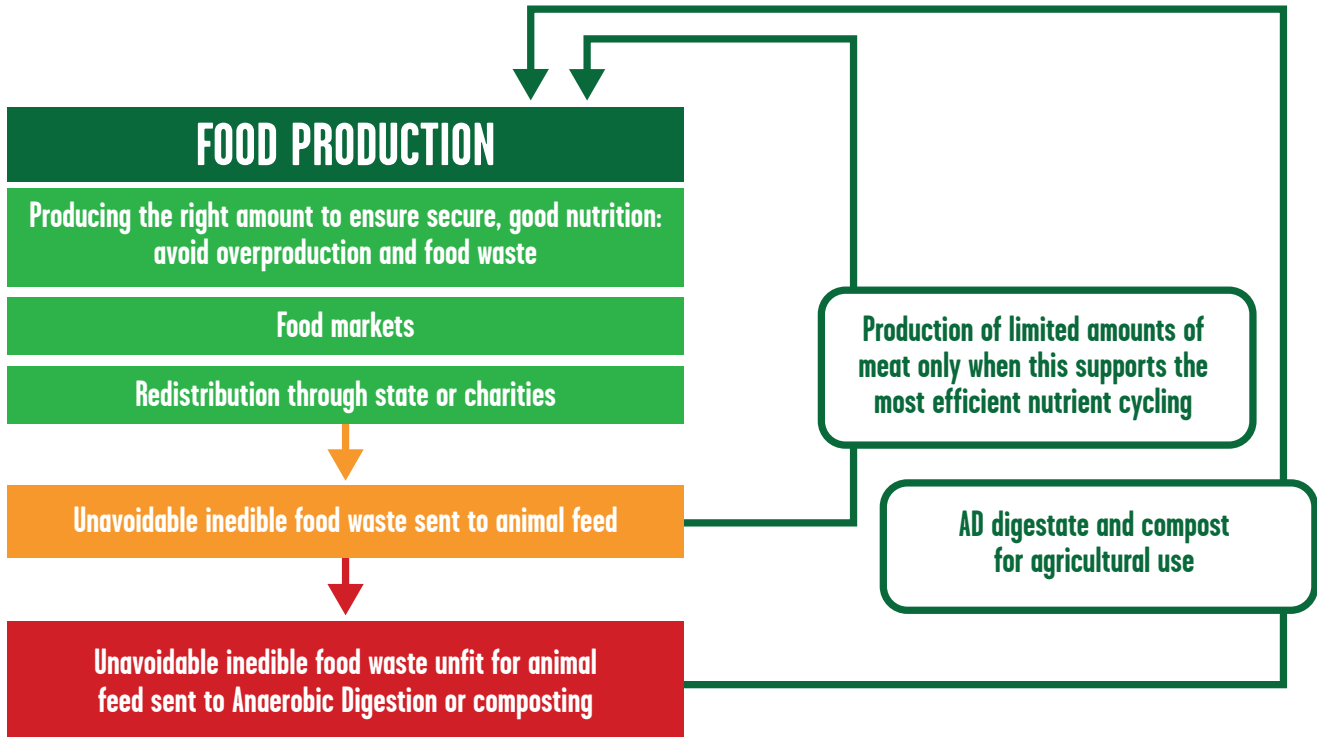 FOOD PRODUCTION
Producing the right amount to ensure secure, good nutrition:
avoid overproduction and food waste
Food markets
Redistribution through state or charities
Unavoidable inedible food waste sent to animal feed
Unavoidable inedible food waste unfit for animal
feed sent to Anaerobic Digestion or composting
Production of limited amounts of
meat only when this supports the
most efficient nutrient cycling
AD digestate and compost
for agricultural use